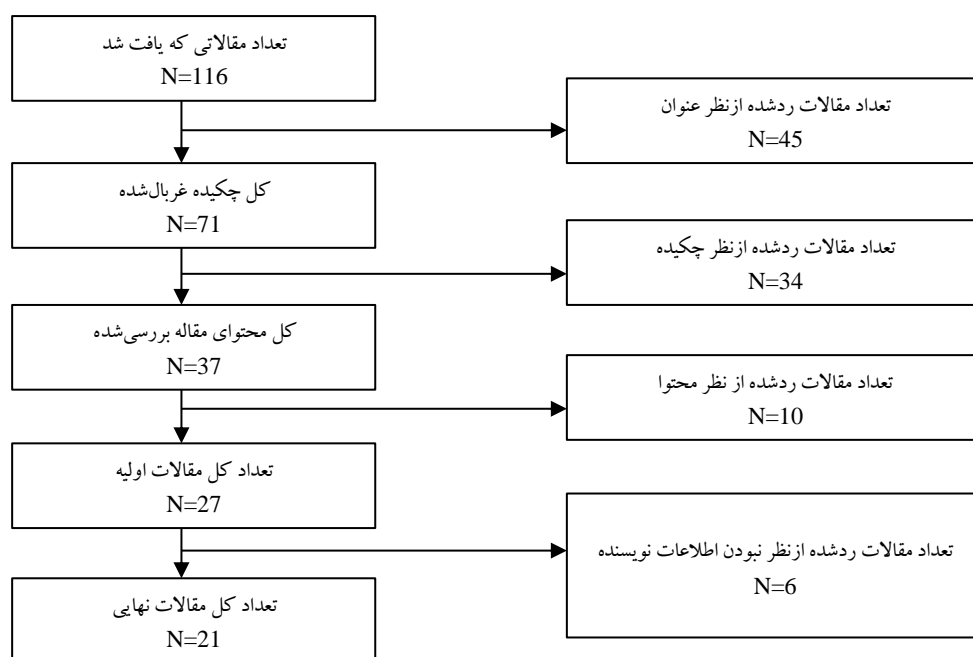 تعداد مقالاتی که یافت شد
N=116
تعداد مقالات ردشده ازنظر عنوان
N=45
کل چکیده غربال‌شده
N=71
تعداد مقالات ردشده ازنظر چکیده
N=34
کل محتوای مقاله بررسی‌شده
N=37
تعداد مقالات ردشده از نظر محتوا
N=10
تعداد کل مقالات اولیه
N=27
تعداد مقالات ردشده ازنظر نبودن اطلاعات نویسنده
N=6
تعداد کل مقالات نهایی
N=21